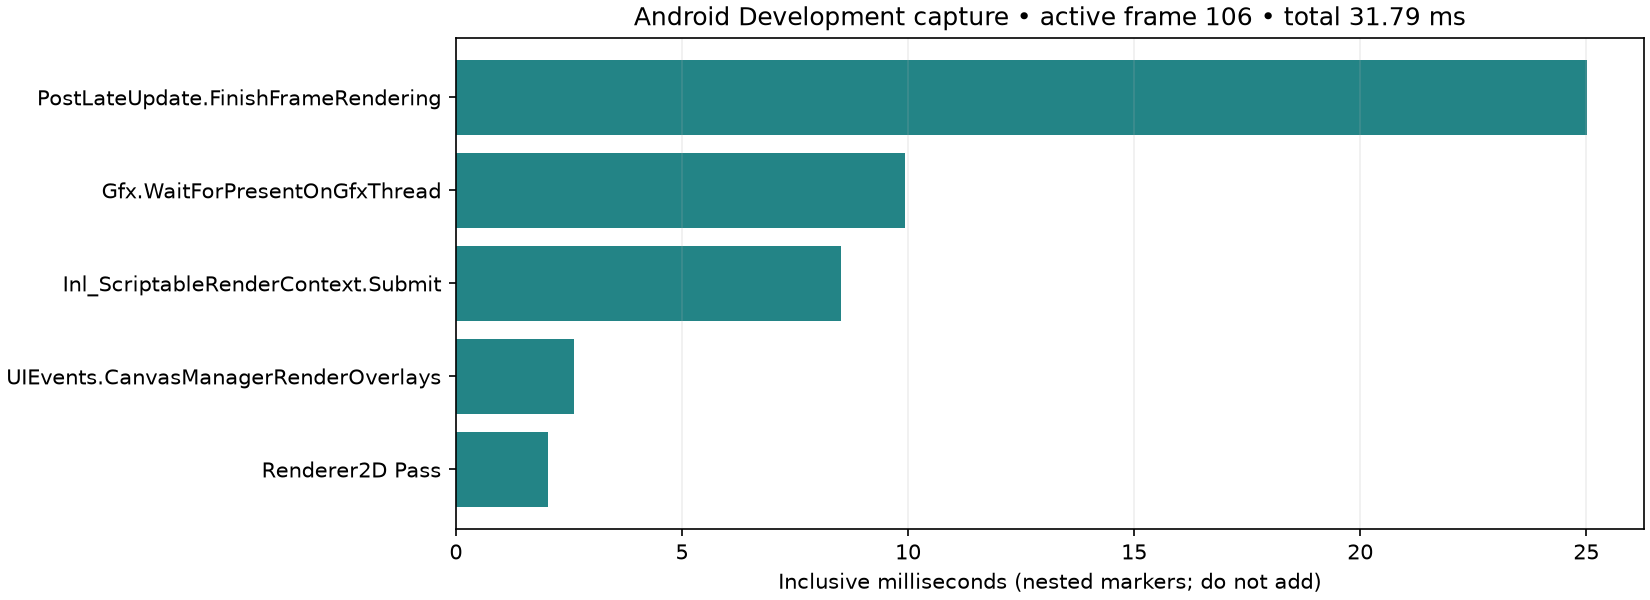 Android Development capture • active frame 106 • total 31.79 ms
PostLateUpdate.FinishFrameRendering
Gfx.WaitForPresentOnGfxThread
Inl_ScriptableRenderContext.Submit
UIEvents.CanvasManagerRenderOverlays
Renderer2D Pass
0 5 10 15 20 25
Inclusive milliseconds (nested markers; do not add)